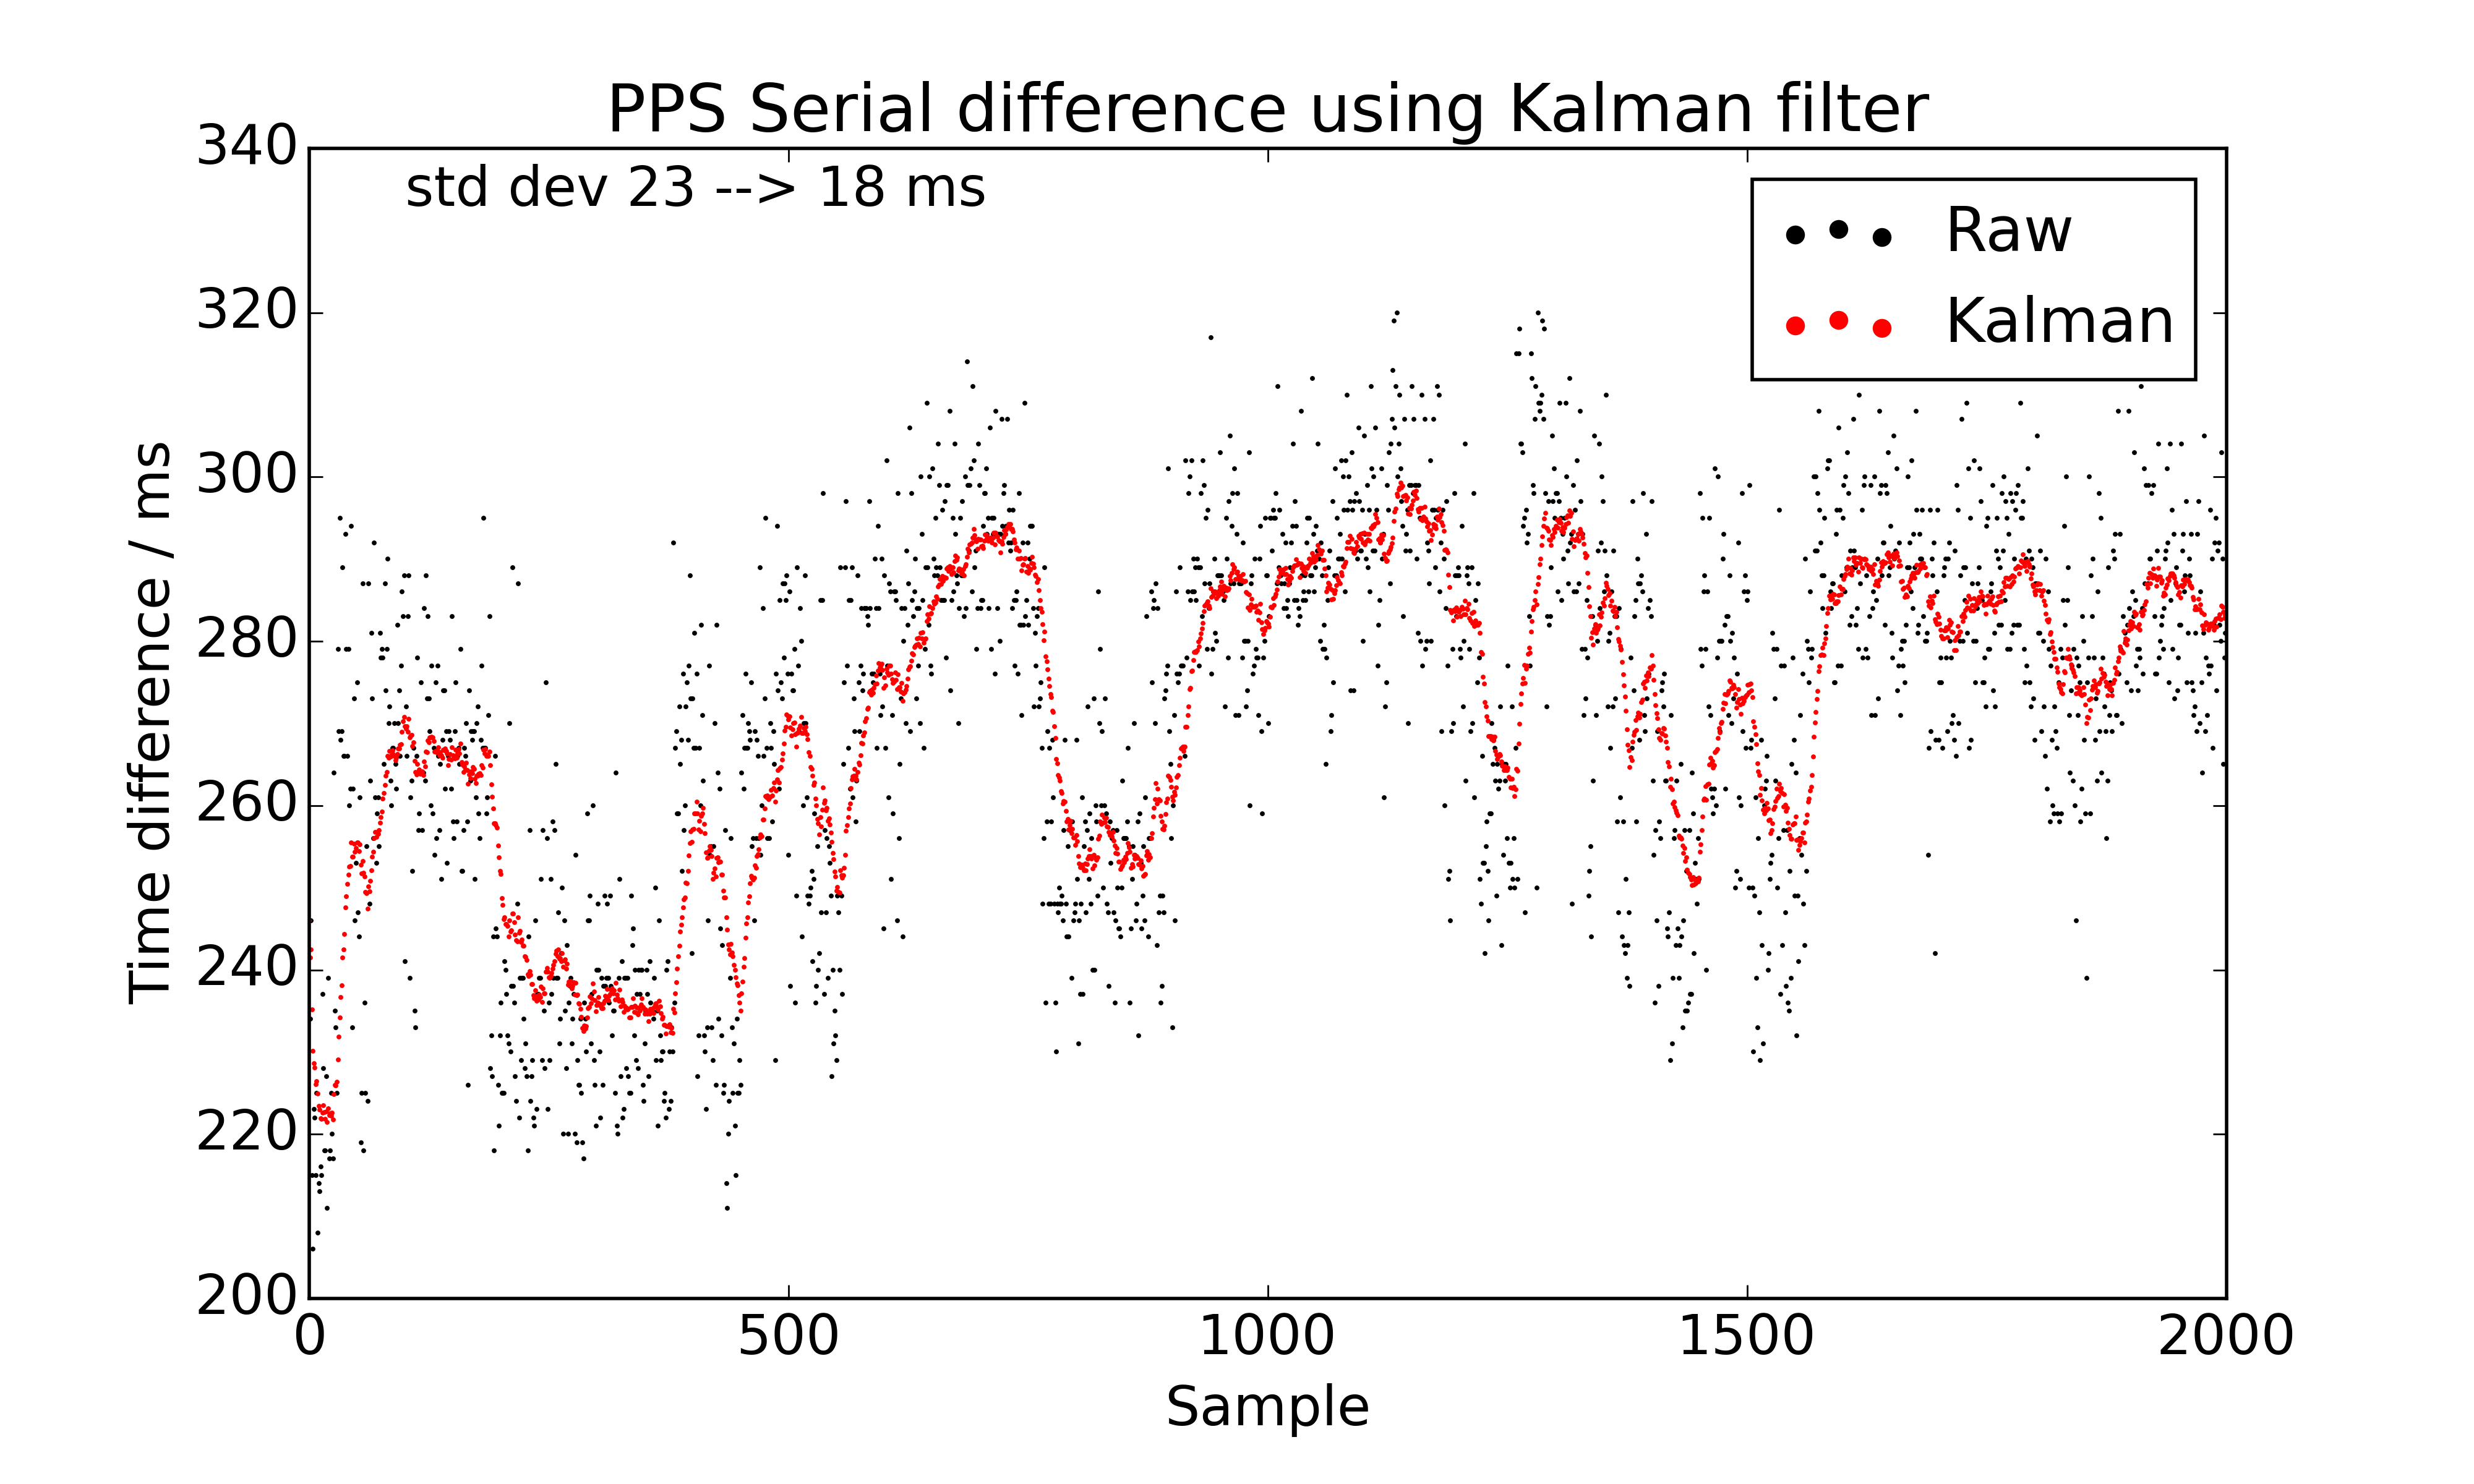 PPS Serial difference using Kalman filter
std dev 23 --> 18 ms
Raw
Kalman
340
320
300
280
260
240
220
200
Time difference / ms
0 500 1000 1500 2000
Sample